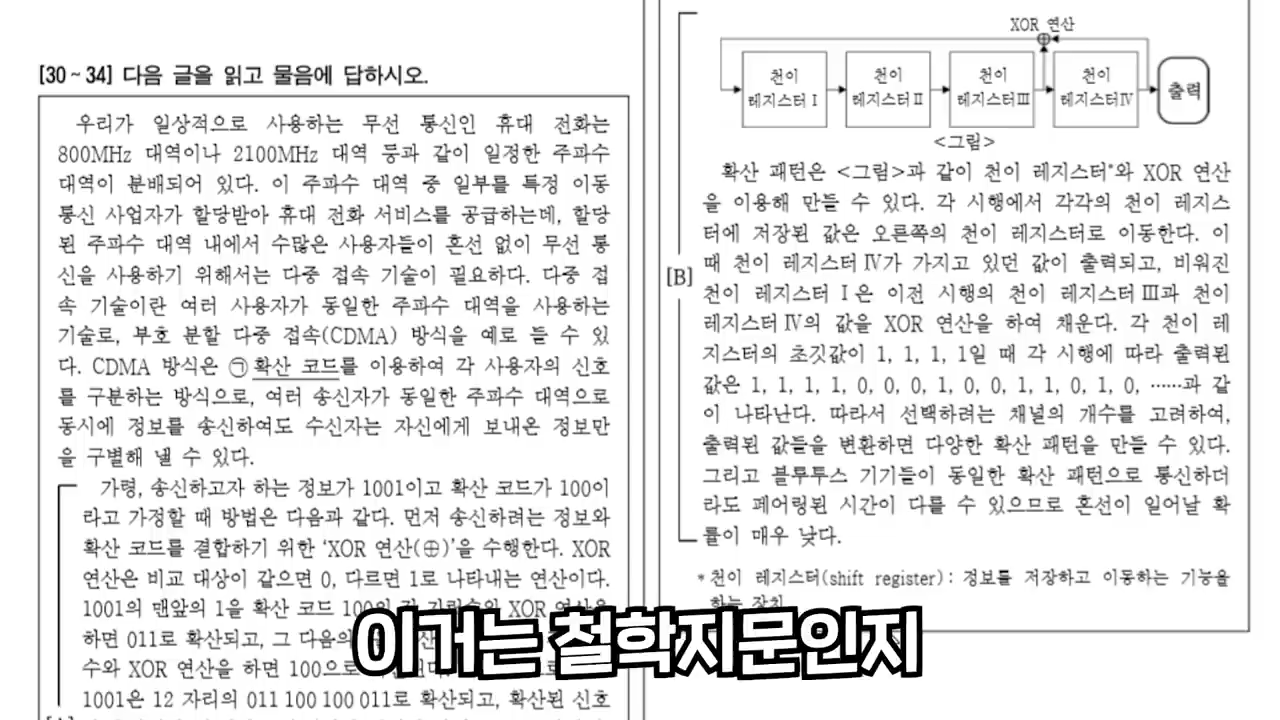 [30~34] 다음 글을 읽고 물음에 답하시오.
우리가 일상적으로 사용하는 무선 통신인 휴대 전화는
800MHz 대역이나 2100MHz 대역 등과 같이 일정한 주파수
대역이 분배되어 있다. 이 주파수 대역 중 일부를 특정 이동
통신 사업자가 할당받아 휴대 전화 서비스를 공급하는데, 할당
된 주파수 대역 내에서 수많은 사용자들이 혼선 없이 무선 통
신을 사용하기 위해서는 다중 접속 기술이 필요하다. 다중 접
속 기술이란 여러 사용자가 동일한 주파수 대역을 사용하는
기술로, 부호 분할 다중 접속(CDMA) 방식을 예로 들 수 있
다. CDMA 방식은 ㉠확산 코드를 이용하여 각 사용자의 신호
를 구분하는 방식으로, 여러 송신자가 동일한 주파수 대역으로
동시에 정보를 송신하여도 수신자는 자신에게 보내온 정보만
을 구별해 낼 수 있다.
가령, 송신하고자 하는 정보가 1001이고 확산 코드가 100이
라고 가정할 때 방법은 다음과 같다. 먼저 송신하려는 정보와
확산 코드를 결합하기 위한 ‘XOR 연산(⊕)’을 수행한다. XOR
연산은 비교 대상이 같으면 0, 다르면 1로 나타내는 연산이다.
1001의 맨앞의 1을 확산 코드 100의 각 자릿수와 XOR 연산을
하면 011로 확산되고, 그 다음의
수와 XOR 연산을 하면 100으로
1001은 12 자리의 011 100 100 011로 확산되고, 확산된 신호
XOR 연산
⊕
천이 레지스터Ⅰ
천이 레지스터Ⅱ
천이 레지스터Ⅲ
천이 레지스터Ⅳ
출력
<그림>
[B]
확산 패턴은 <그림>과 같이 천이 레지스터*와 XOR 연산
을 이용해 만들 수 있다. 각 시행에서 각각의 천이 레지스
터에 저장된 값은 오른쪽의 천이 레지스터로 이동한다. 이
때 천이 레지스터Ⅳ가 가지고 있던 값이 출력되고, 비워진
천이 레지스터Ⅰ은 이전 시행의 천이 레지스터Ⅲ과 천이
레지스터Ⅳ의 값을 XOR 연산을 하여 채운다. 각 천이 레
지스터의 초깃값이 1, 1, 1, 1일 때 각 시행에 따라 출력된
값은 1, 1, 1, 1, 0, 0, 0, 1, 0, 0, 1, 1, 0, 1, 0, ……과 같
이 나타난다. 따라서 선택하려는 채널의 개수를 고려하여,
출력된 값들을 변환하면 다양한 확산 패턴을 만들 수 있다.
그리고 블루투스 기기들이 동일한 확산 패턴으로 통신하더
라도 페어링된 시간이 다를 수 있으므로 혼선이 일어날 확
률이 매우 낮다.
*천이 레지스터(shift register): 정보를 저장하고 이동하는 기능을
하는 장치
이거는 철학지문인지